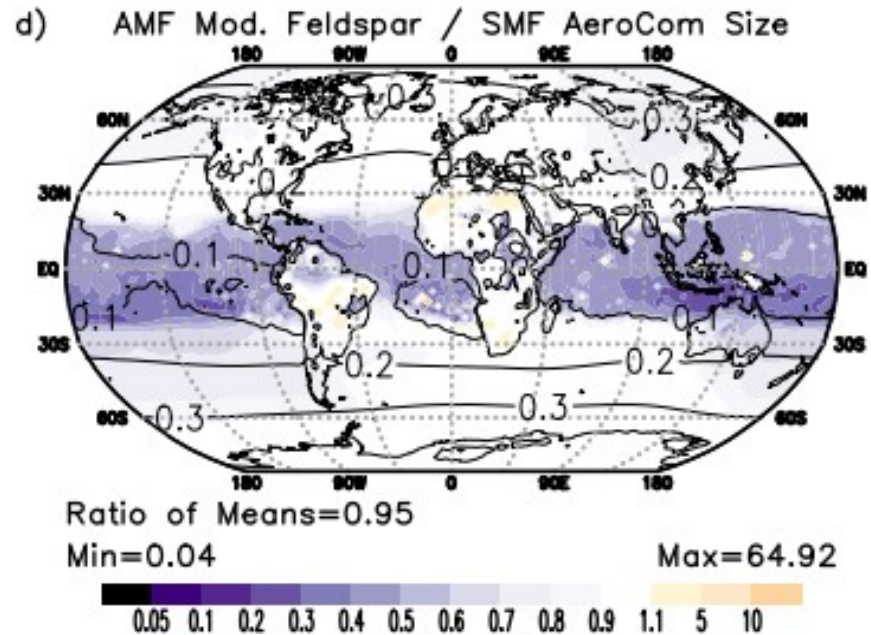 d) AMF Mod. Feldspar / SMF AeroCom Size
180 90W 0 90E 180
60N 0.3 60N
0.2
30N 30N
0.1 0.1
EQ EQ
0.1
30S 0.2 0.2 30S
60S 0.3 0.3 60S
180 90W 0 90E 180
Ratio of Means=0.95
Min=0.04 Max=64.92
0.05 0.1 0.2 0.3 0.4 0.5 0.6 0.7 0.8 0.9 1.1 5 10